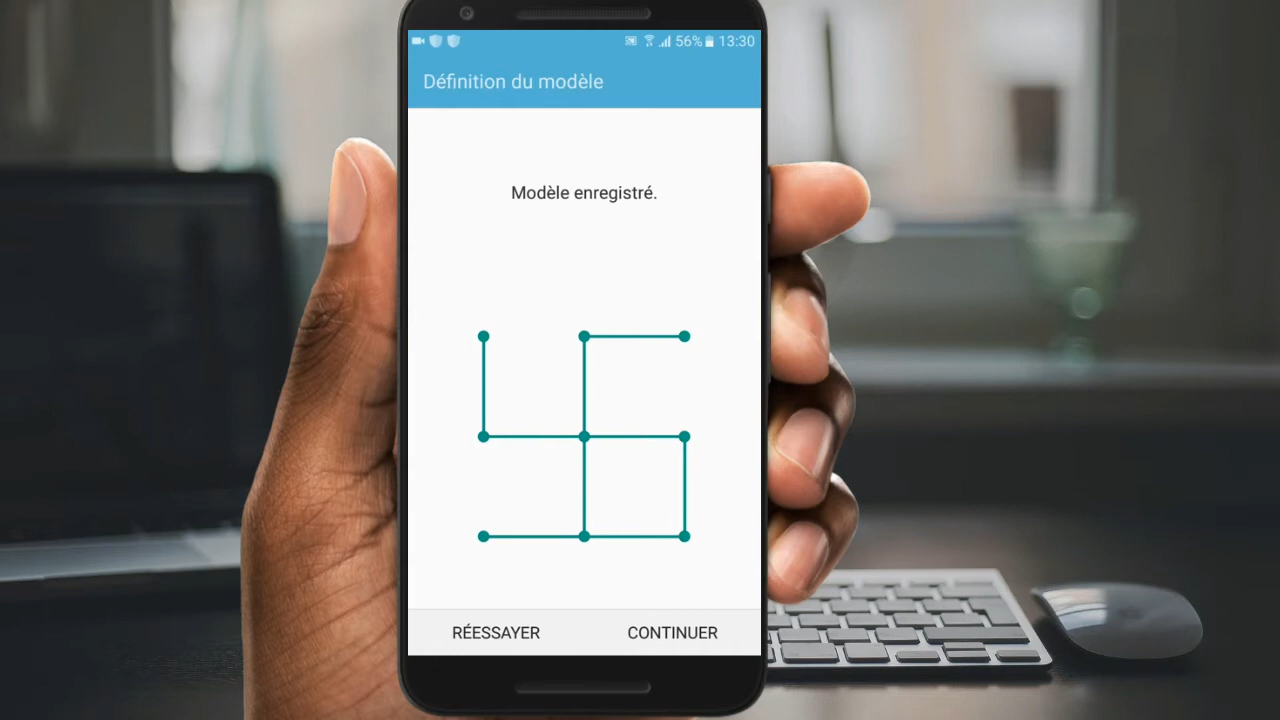 56% 13:30
Définition du modèle
Modèle enregistré.
RÉESSAYER CONTINUER